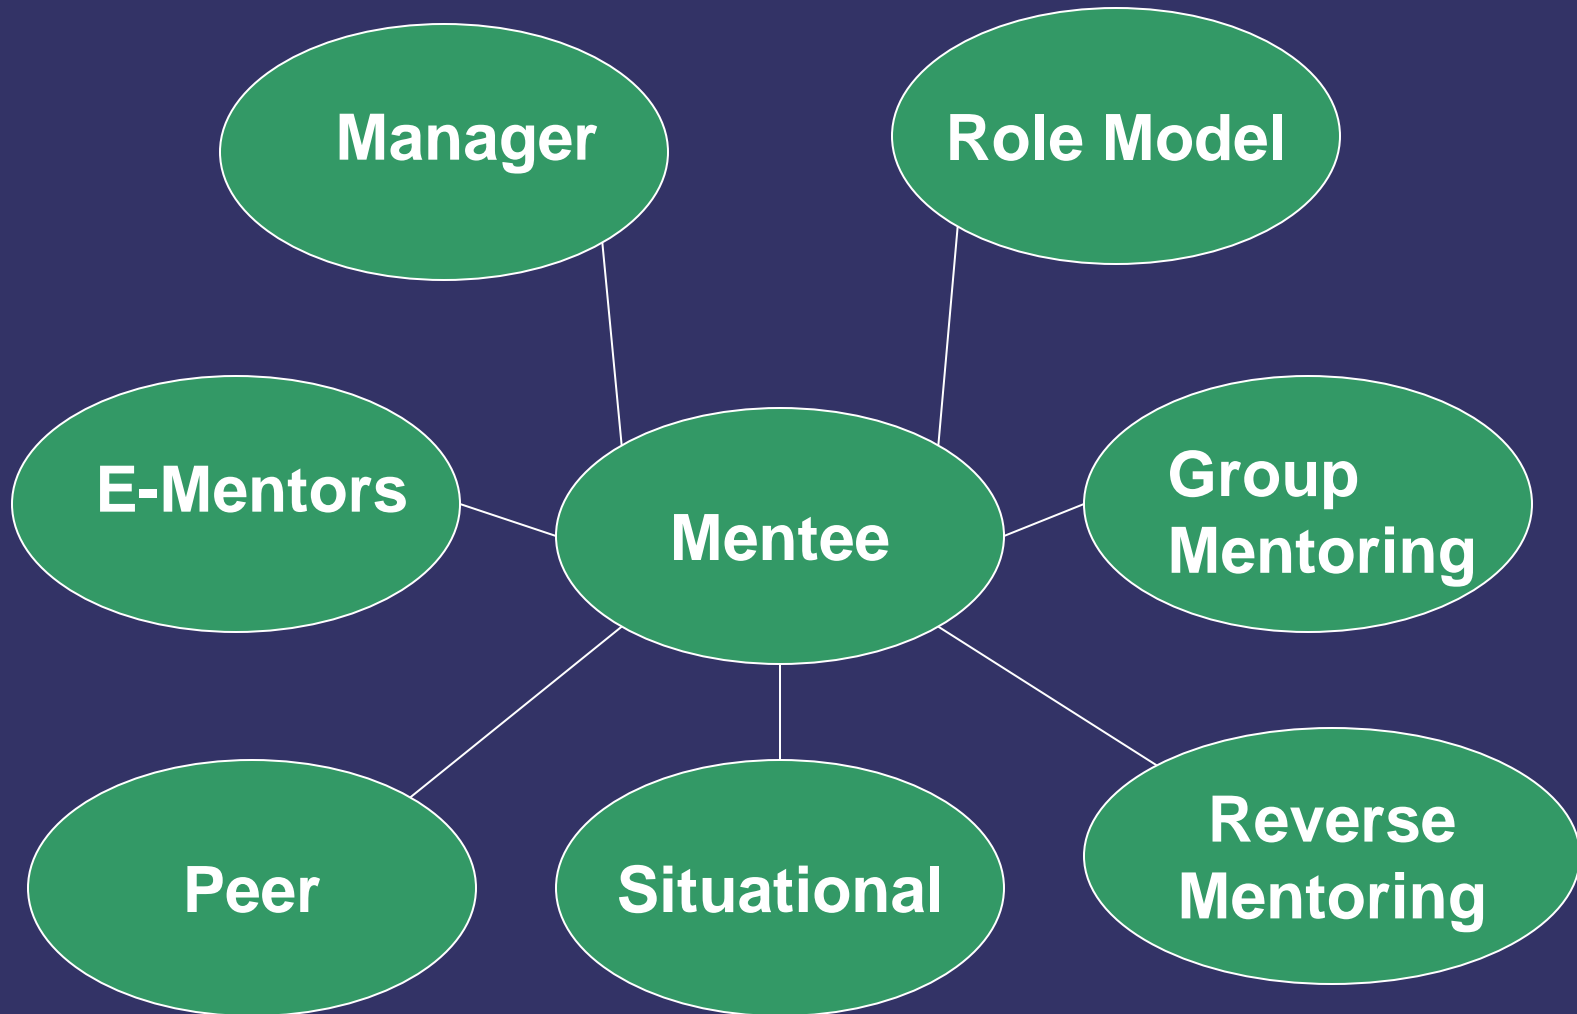 Manager
Role Model
E-Mentors
Mentee
Group
Mentoring
Peer
Situational
Reverse
Mentoring